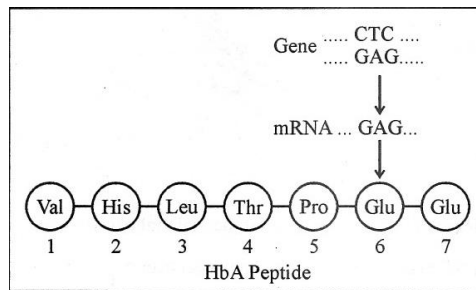 ..... CTC ....
Gene
..... GAG.....
mRNA ... GAG...
Val His Leu Thr Pro Glu Glu
1 2 3 4 5 6 7
HbA Peptide